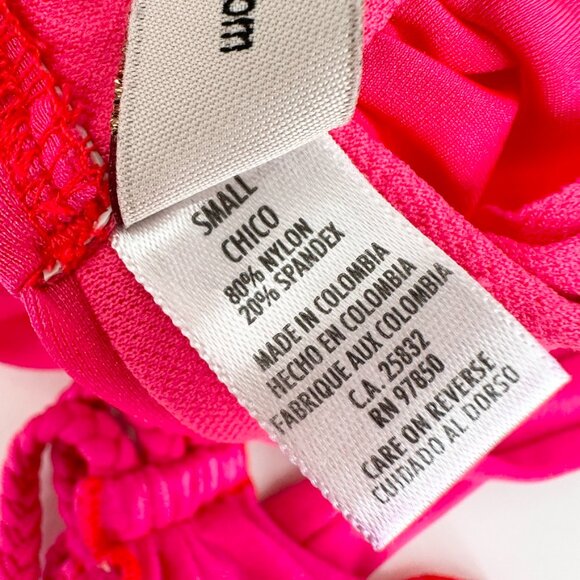 om
SMALL
CHICO
80% NYLON
20% SPANDEX
MADE IN COLOMBIA
HECHO EN COLOMBIA
FABRIQUE AUX COLOMBIA
C.A. 25832
RN 97850
CARE ON REVERSE
CUIDADO AL DORSO